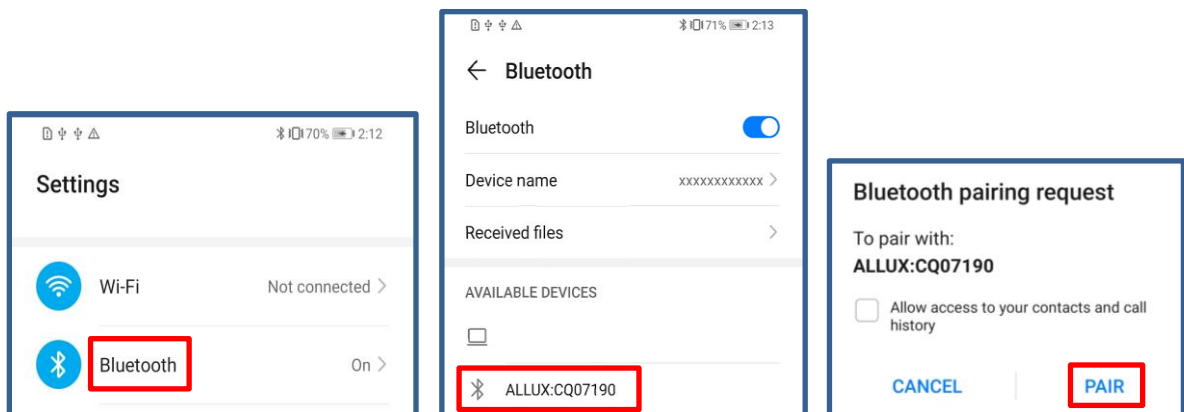 70% 2:12
Settings
Wi-Fi Not connected
Bluetooth On
71% 2:13
Bluetooth
Bluetooth
Device name xxxxxxxxxxxx
Received files
AVAILABLE DEVICES
ALLUX:CQ07190
Bluetooth pairing request
To pair with:
ALLUX:CQ07190
Allow access to your contacts and call
history
CANCEL PAIR